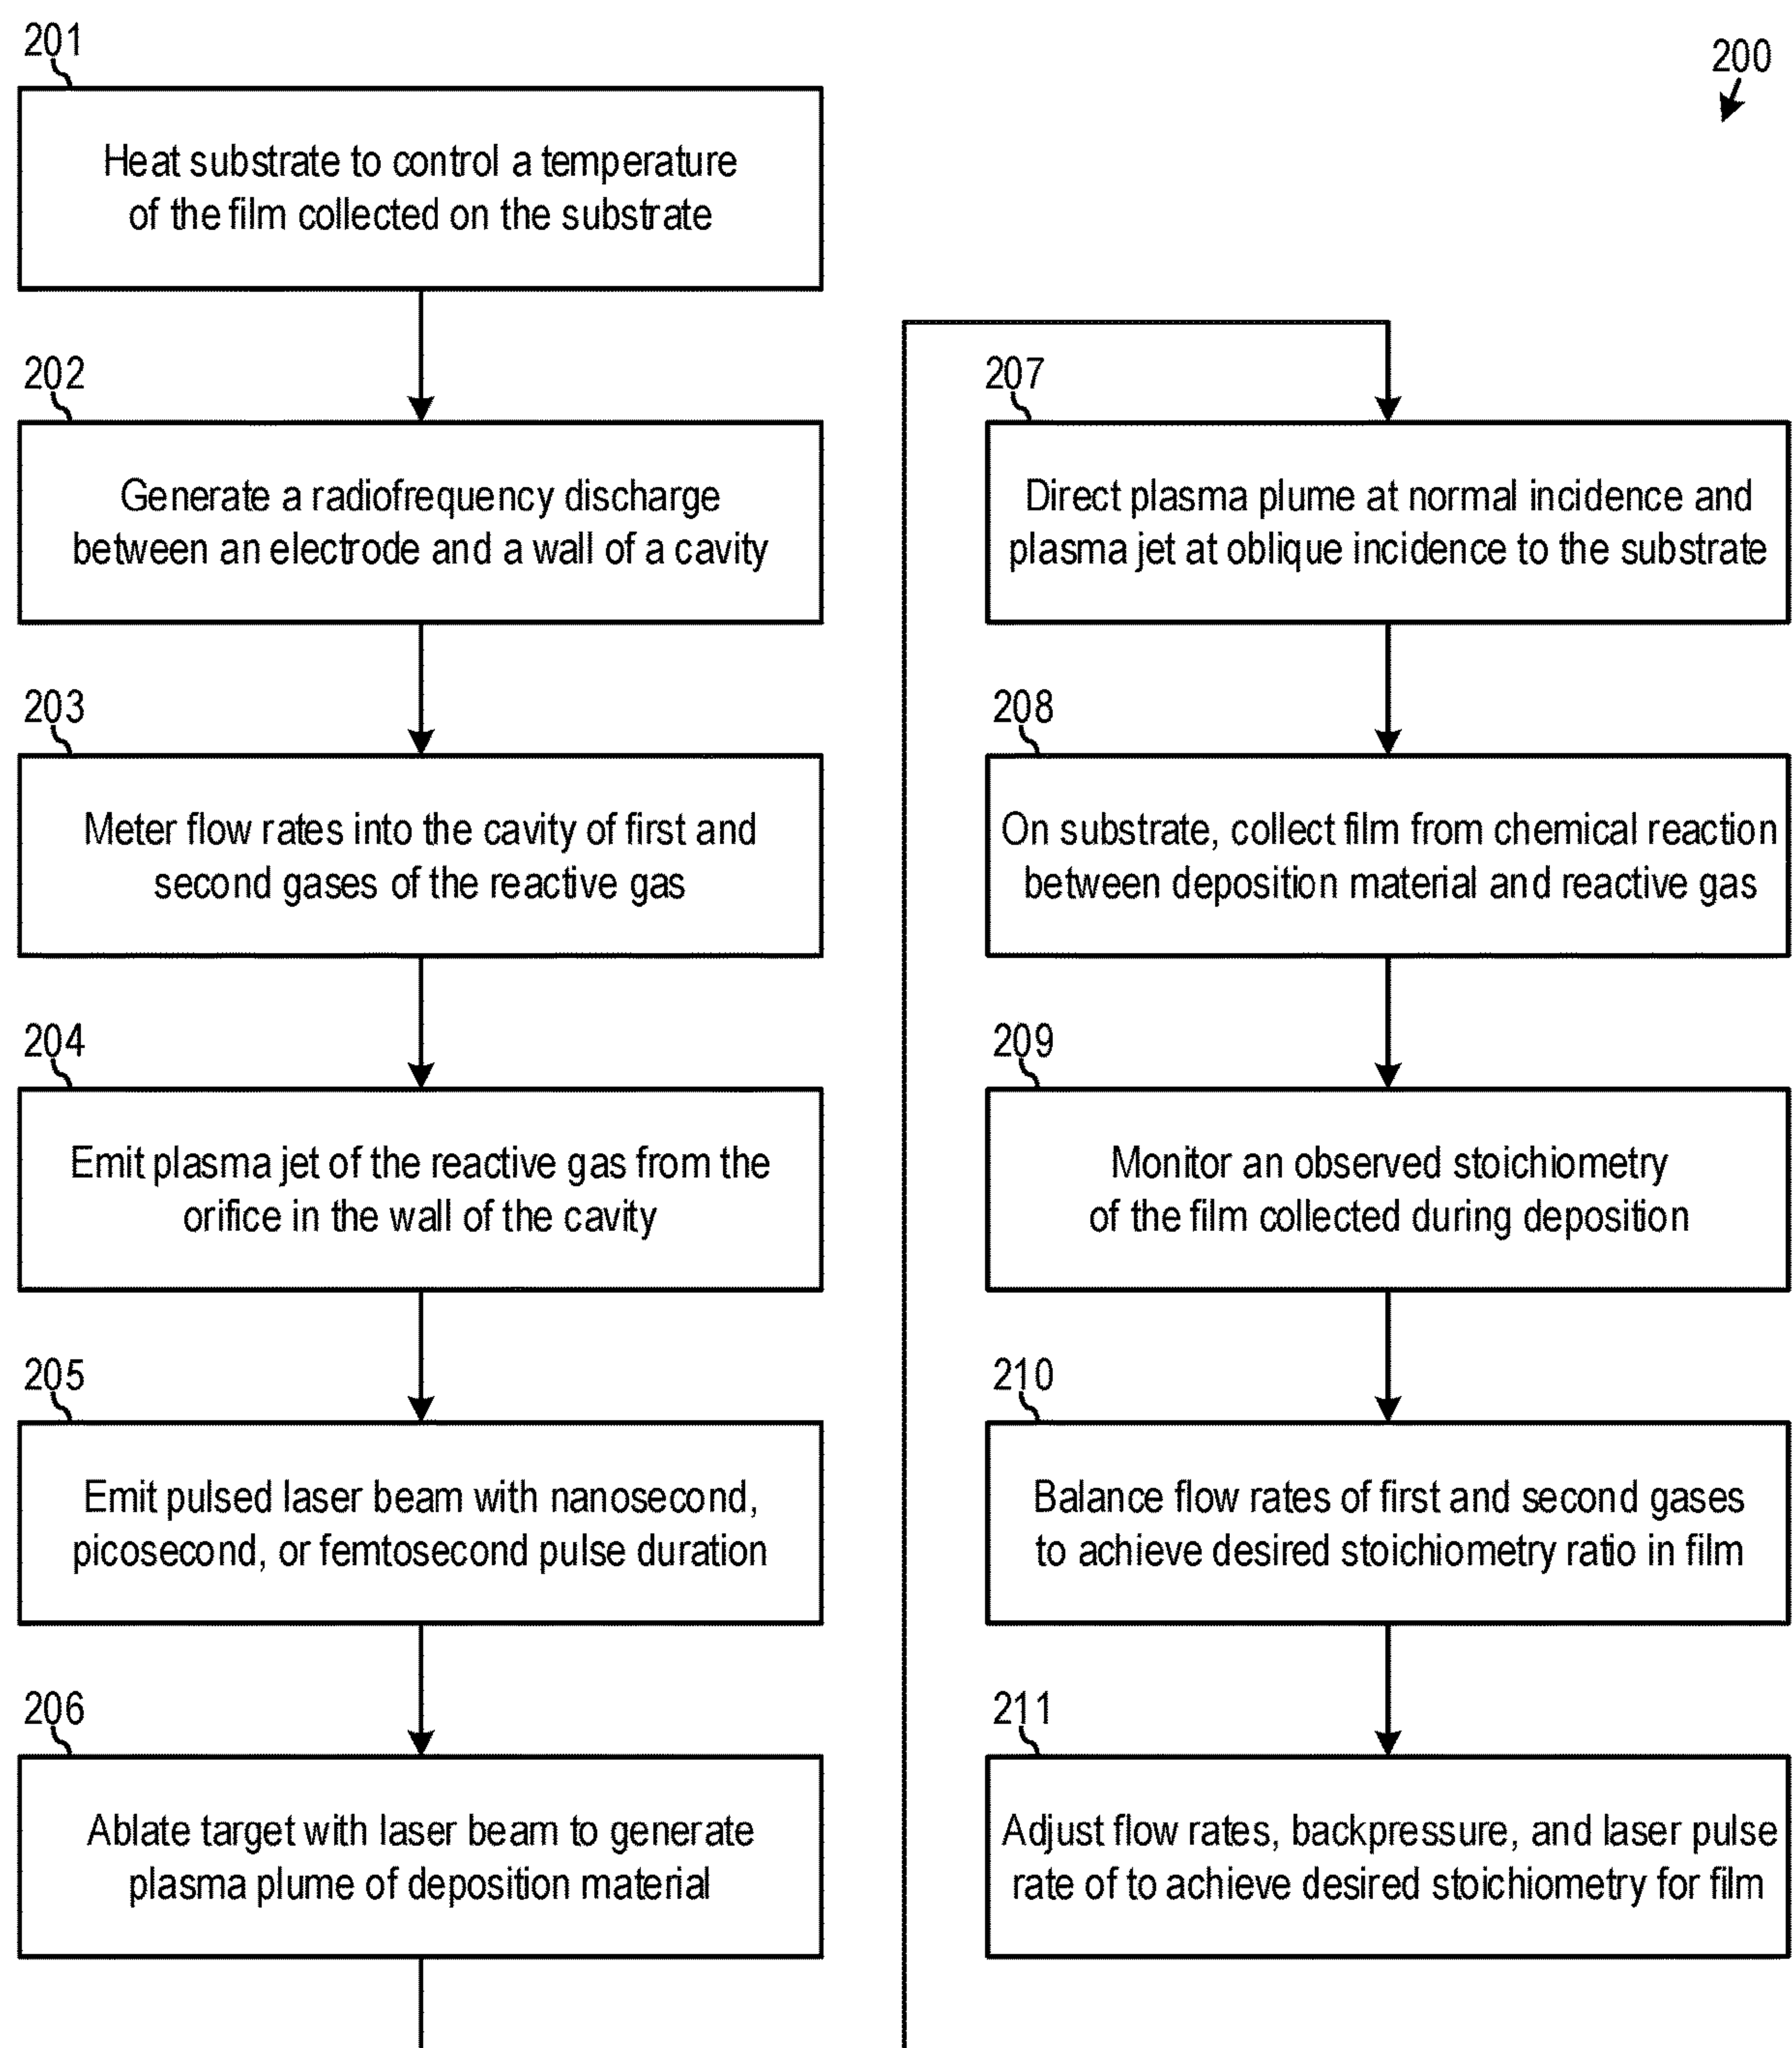 200
201
Heat substrate to control a temperature
of the film collected on the substrate
202
Generate a radiofrequency discharge
between an electrode and a wall of a cavity
203
Meter flow rates into the cavity of first and
second gases of the reactive gas
204
Emit plasma jet of the reactive gas from the
orifice in the wall of the cavity
205
Emit pulsed laser beam with nanosecond,
picosecond, or femtosecond pulse duration
206
Ablate target with laser beam to generate
plasma plume of deposition material
207
Direct plasma plume at normal incidence and
plasma jet at oblique incidence to the substrate
208
On substrate, collect film from chemical reaction
between deposition material and reactive gas
209
Monitor an observed stoichiometry
of the film collected during deposition
210
Balance flow rates of first and second gases
to achieve desired stoichiometry ratio in film
211
Adjust flow rates, backpressure, and laser pulse
rate of to achieve desired stoichiometry for film